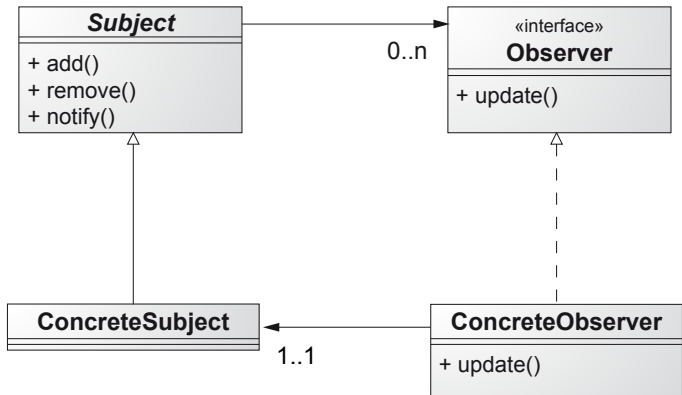 Subject
+ add()
+ remove()
+ notify()
0..n
«interface»
Observer
+ update()
ConcreteSubject
1..1
ConcreteObserver
+ update()